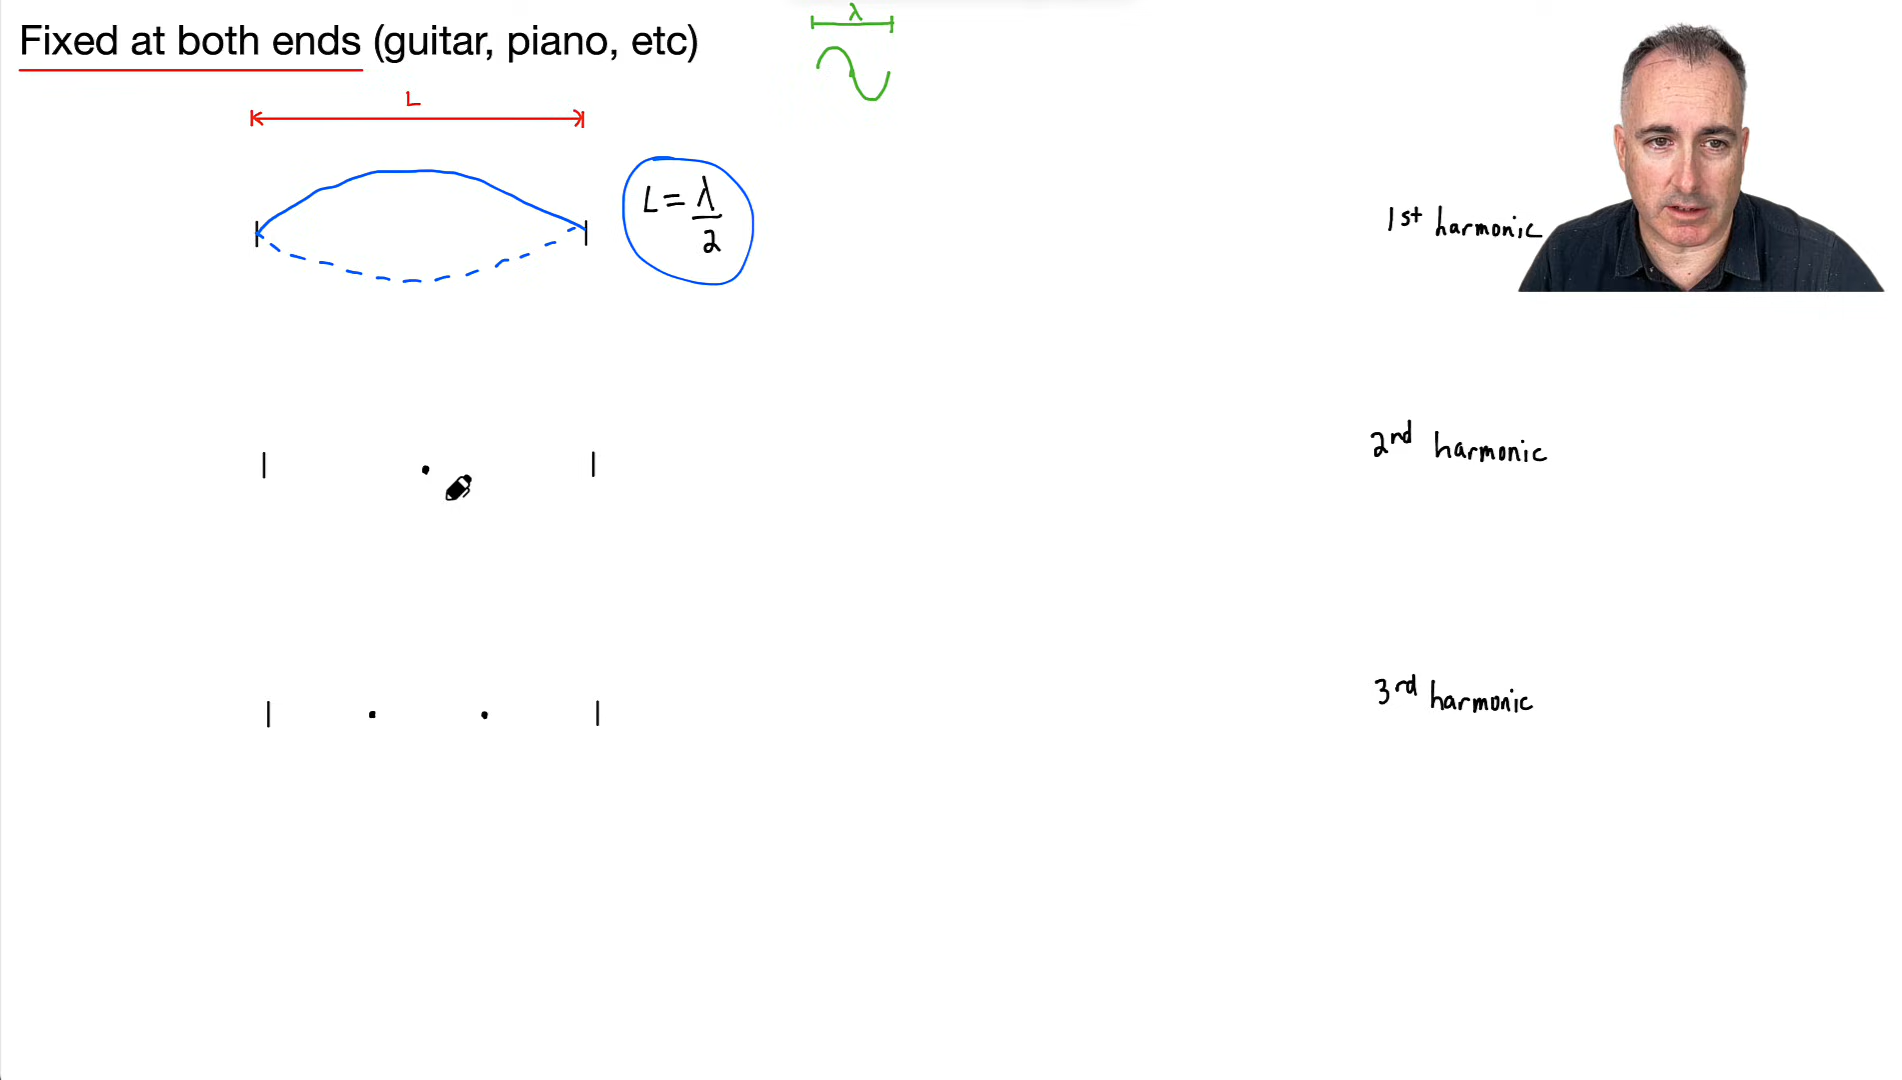 λ
Fixed at both ends (guitar, piano, etc)
L
L = λ/2
1st harmonic
2nd harmonic
3rd harmonic